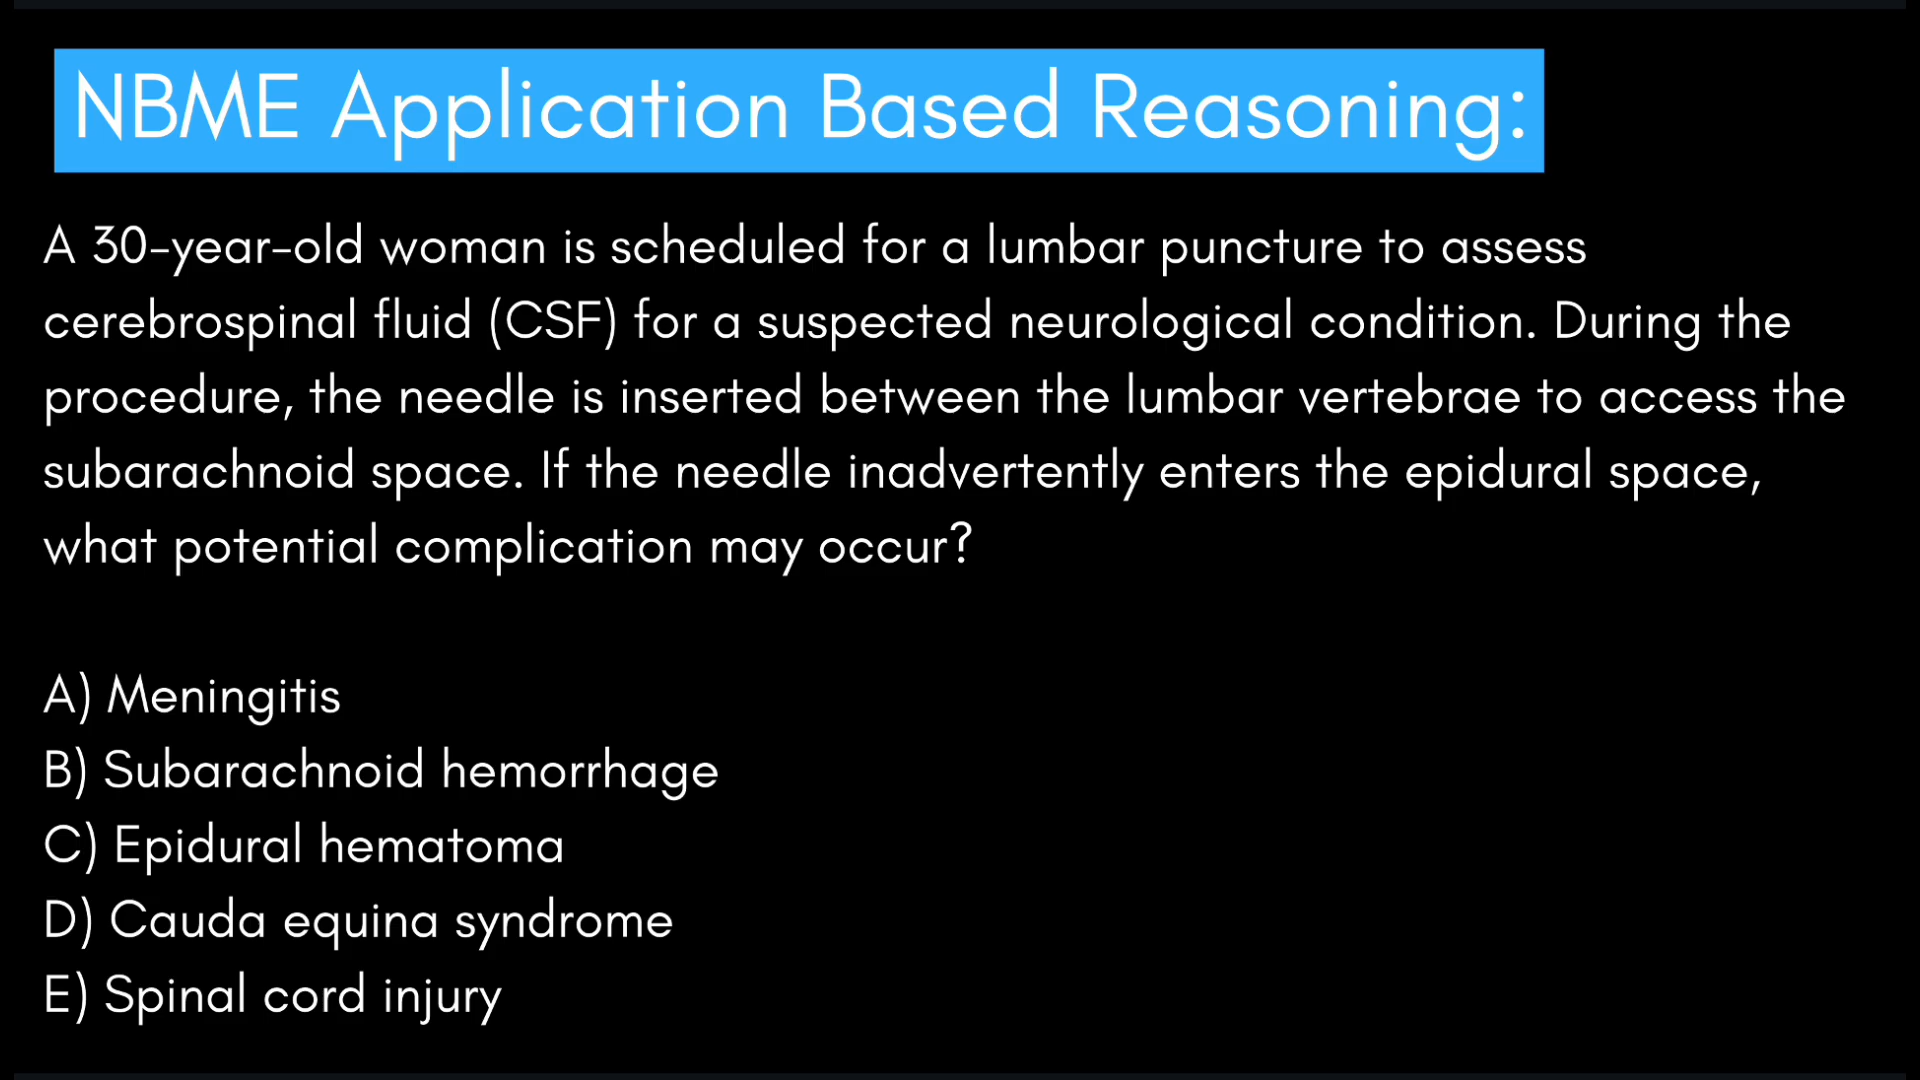 NBME Application Based Reasoning:
A 30-year-old woman is scheduled for a lumbar puncture to assess
cerebrospinal fluid (CSF) for a suspected neurological condition. During the
procedure, the needle is inserted between the lumbar vertebrae to access the
subarachnoid space. If the needle inadvertently enters the epidural space,
what potential complication may occur?
A) Meningitis
B) Subarachnoid hemorrhage
C) Epidural hematoma
D) Cauda equina syndrome
E) Spinal cord injury